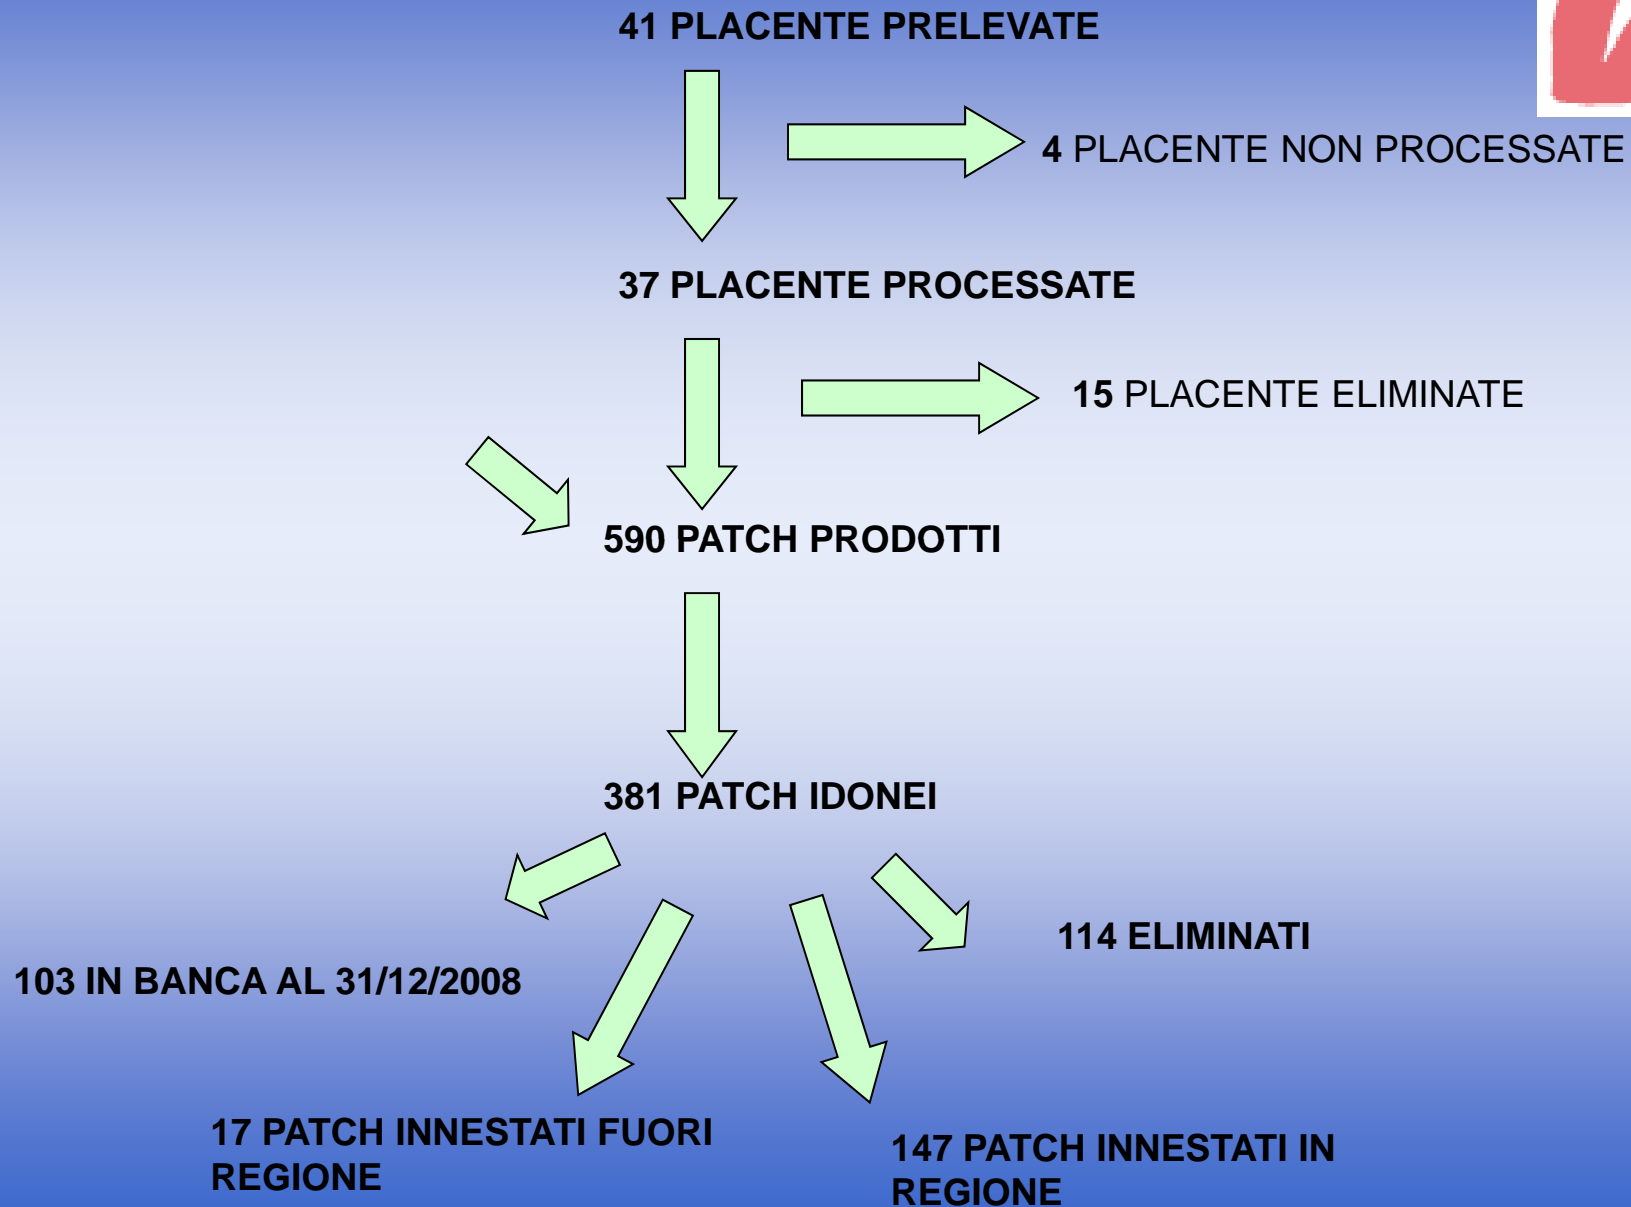 41 PLACENTE PRELEVATE
4 PLACENTE NON PROCESSATE
37 PLACENTE PROCESSATE
15 PLACENTE ELIMINATE
590 PATCH PRODOTTI
381 PATCH IDONEI
114 ELIMINATI
103 IN BANCA AL 31/12/2008
17 PATCH INNESTATI FUORI
REGIONE
147 PATCH INNESTATI IN
REGIONE